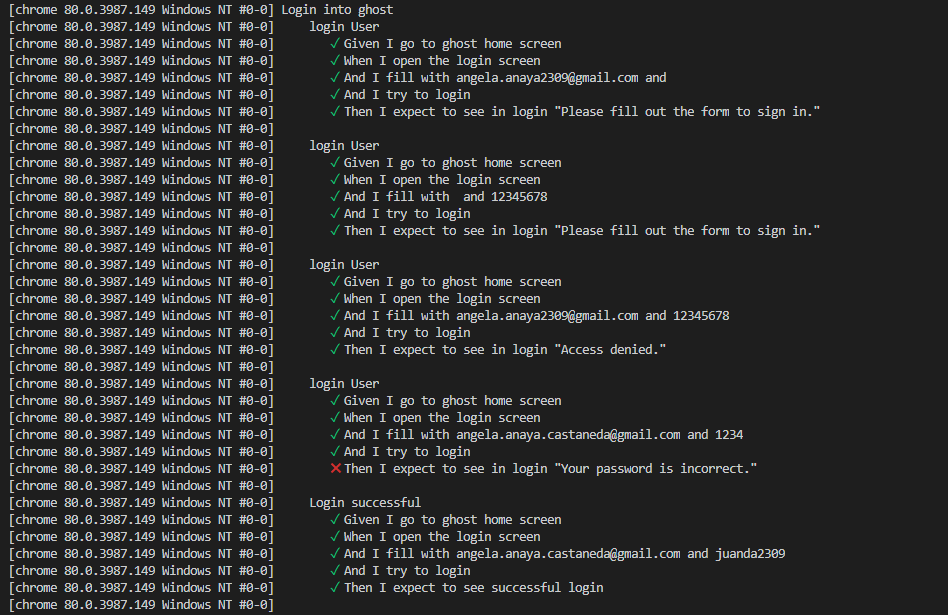 [chrome 80.0.3987.149 Windows NT #0-0] Login into ghost
[chrome 80.0.3987.149 Windows NT #0-0] login User
[chrome 80.0.3987.149 Windows NT #0-0] ✓ Given I go to ghost home screen
[chrome 80.0.3987.149 Windows NT #0-0] ✓ When I open the login screen
[chrome 80.0.3987.149 Windows NT #0-0] ✓ And I fill with angela.anaya2309@gmail.com and
[chrome 80.0.3987.149 Windows NT #0-0] ✓ And I try to login
[chrome 80.0.3987.149 Windows NT #0-0] ✓ Then I expect to see in login "Please fill out the form to sign in."
[chrome 80.0.3987.149 Windows NT #0-0]
[chrome 80.0.3987.149 Windows NT #0-0] login User
[chrome 80.0.3987.149 Windows NT #0-0] ✓ Given I go to ghost home screen
[chrome 80.0.3987.149 Windows NT #0-0] ✓ When I open the login screen
[chrome 80.0.3987.149 Windows NT #0-0] ✓ And I fill with  and 12345678
[chrome 80.0.3987.149 Windows NT #0-0] ✓ And I try to login
[chrome 80.0.3987.149 Windows NT #0-0] ✓ Then I expect to see in login "Please fill out the form to sign in."
[chrome 80.0.3987.149 Windows NT #0-0]
[chrome 80.0.3987.149 Windows NT #0-0] login User
[chrome 80.0.3987.149 Windows NT #0-0] ✓ Given I go to ghost home screen
[chrome 80.0.3987.149 Windows NT #0-0] ✓ When I open the login screen
[chrome 80.0.3987.149 Windows NT #0-0] ✓ And I fill with angela.anaya2309@gmail.com and 12345678
[chrome 80.0.3987.149 Windows NT #0-0] ✓ And I try to login
[chrome 80.0.3987.149 Windows NT #0-0] ✓ Then I expect to see in login "Access denied."
[chrome 80.0.3987.149 Windows NT #0-0]
[chrome 80.0.3987.149 Windows NT #0-0] login User
[chrome 80.0.3987.149 Windows NT #0-0] ✓ Given I go to ghost home screen
[chrome 80.0.3987.149 Windows NT #0-0] ✓ When I open the login screen
[chrome 80.0.3987.149 Windows NT #0-0] ✓ And I fill with angela.anaya.castaneda@gmail.com and 1234
[chrome 80.0.3987.149 Windows NT #0-0] ✓ And I try to login
[chrome 80.0.3987.149 Windows NT #0-0] ✕ Then I expect to see in login "Your password is incorrect."
[chrome 80.0.3987.149 Windows NT #0-0]
[chrome 80.0.3987.149 Windows NT #0-0] Login successful
[chrome 80.0.3987.149 Windows NT #0-0] ✓ Given I go to ghost home screen
[chrome 80.0.3987.149 Windows NT #0-0] ✓ When I open the login screen
[chrome 80.0.3987.149 Windows NT #0-0] ✓ And I fill with angela.anaya.castaneda@gmail.com and juanda2309
[chrome 80.0.3987.149 Windows NT #0-0] ✓ And I try to login
[chrome 80.0.3987.149 Windows NT #0-0] ✓ Then I expect to see successful login
[chrome 80.0.3987.149 Windows NT #0-0]